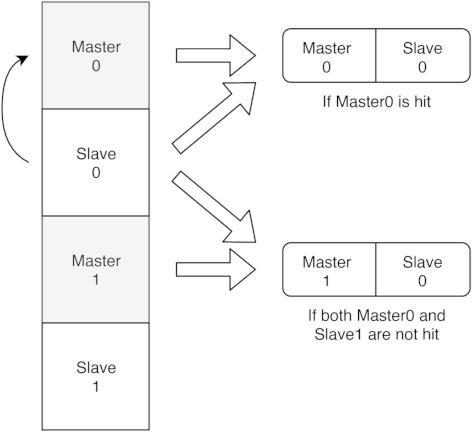 Master
0
Slave
0
Master
1
Slave
1
Master
0
Slave
0
If Master0 is hit
Master
1
Slave
0
If both Master0 and
Slave1 are not hit